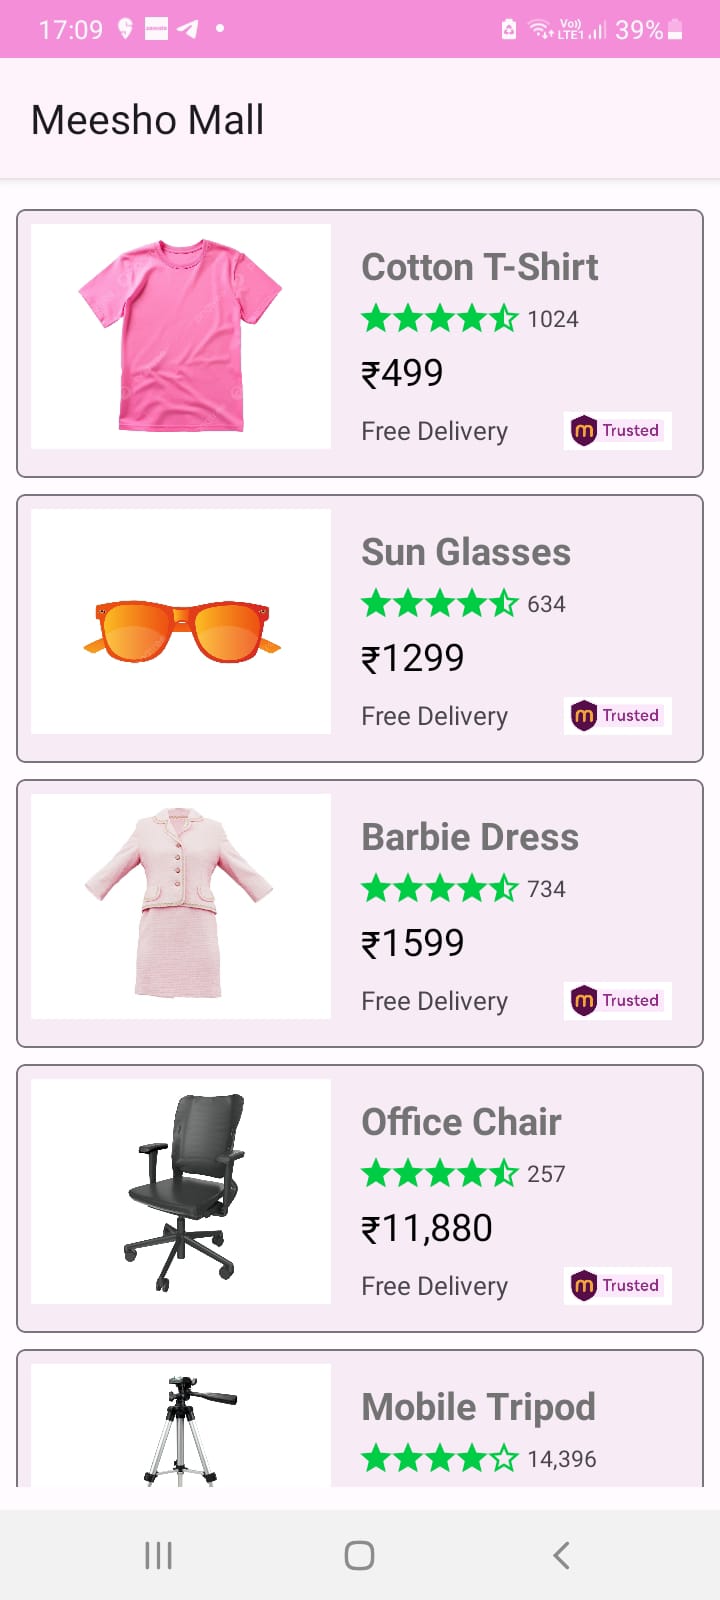 17:09
Vo)) LTE1 39%
Meesho Mall
Cotton T-Shirt
1024
₹499
Free Delivery
m Trusted
Sun Glasses
634
₹1299
Free Delivery
m Trusted
Barbie Dress
734
₹1599
Free Delivery
m Trusted
Office Chair
257
₹11,880
Free Delivery
m Trusted
Mobile Tripod
14,396